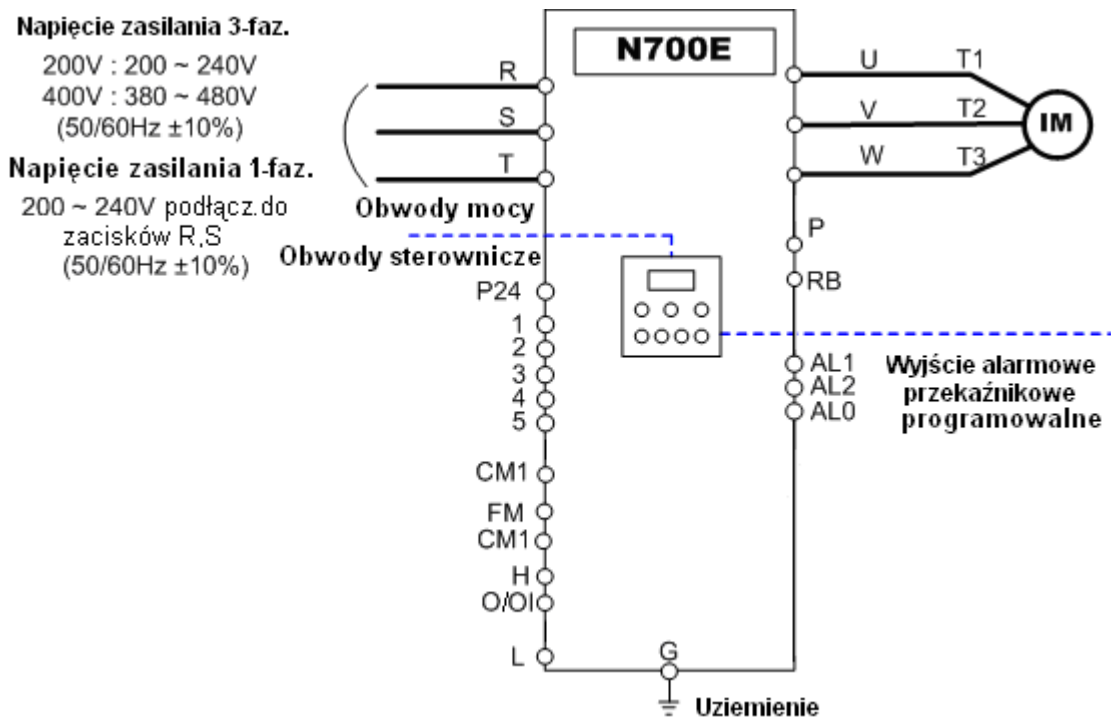 Napięcie zasilania 3-faz.
200V : 200 ~ 240V
400V : 380 ~ 480V
(50/60Hz ±10%)
Napięcie zasilania 1-faz.
200 ~ 240V podłącz.do
zacisków R,S
(50/60Hz ±10%)
N700E
R
S
T
U
V
W
T1
T2
T3
IM
Obwody mocy
Obwody sterownicze
P
RB
P24
1
2
3
4
5
CM1
FM
CM1
H
O/OI
L
AL1
AL2
AL0
Wyjście alarmowe
przekaźnikowe
programowalne
G
Uziemienie